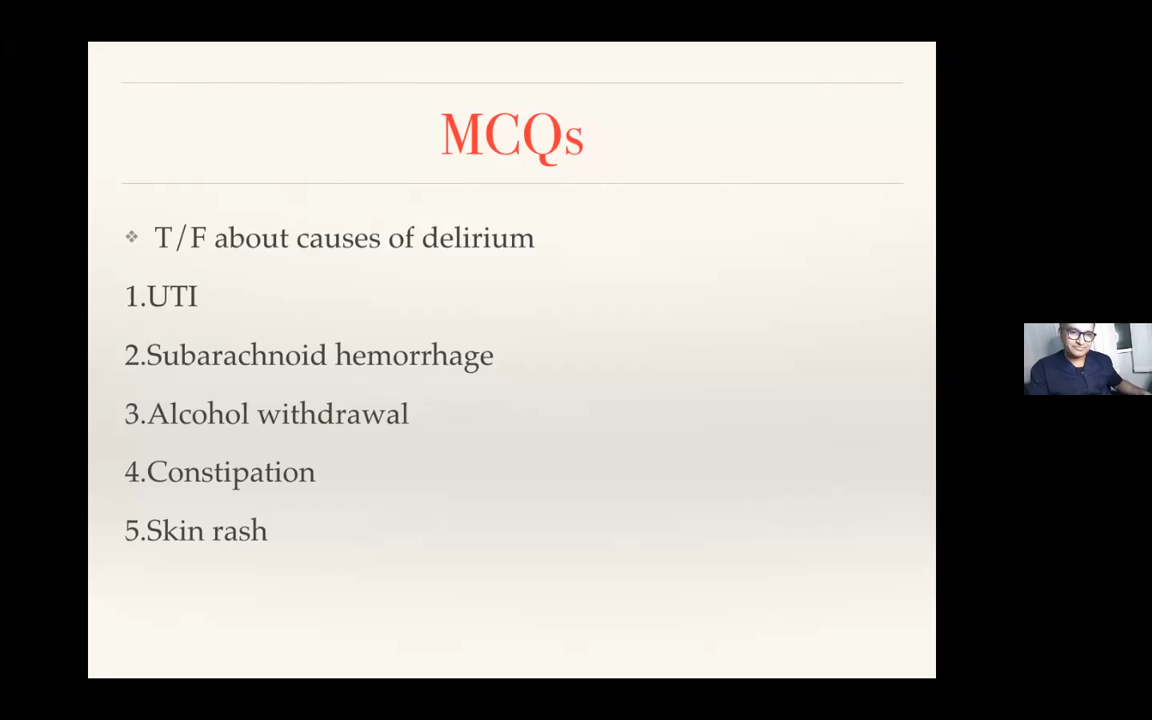 MCQs
❖ T/F about causes of delirium
1.UTI
2.Subarachnoid hemorrhage
3.Alcohol withdrawal
4.Constipation
5.Skin rash